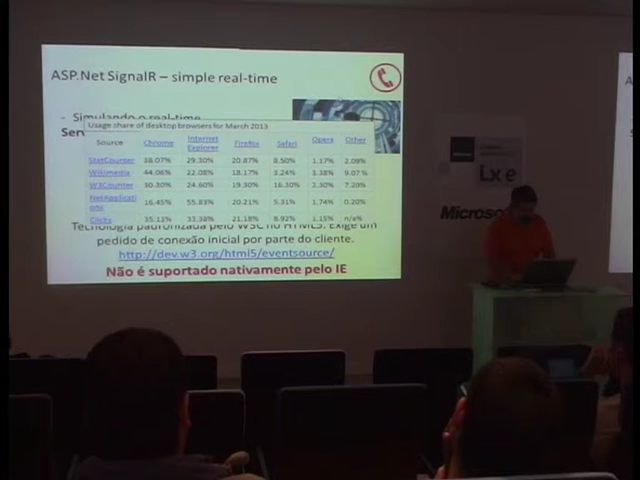 ASP.Net SignalR – simple real-time
- Simulando o real-time
Sen
Usage share of desktop browsers for March 2013
Source Chrome Internet Explorer Firefox Safari Opera Other
StatCounter 38.07% 29.30% 20.87% 8.50% 1.17% 2.09%
Wikimedia 44.06% 22.08% 18.17% 3.24% 3.38% 9.07 %
W3Counter 30.30% 24.60% 19.30% 16.30% 2.30% 7.20%
NetApplications 16.45% 55.83% 20.21% 5.31% 1.74% 0.20%
Clicky 35.13% 33.38% 21.18% 8.92% 1.15% n/a%
Tecnologia padronizada pelo W3C no HTML5. Exige um
pedido de conexão inicial por parte do cliente.
http://dev.w3.org/html5/eventsource/
Não é suportado nativamente pelo IE
Microso